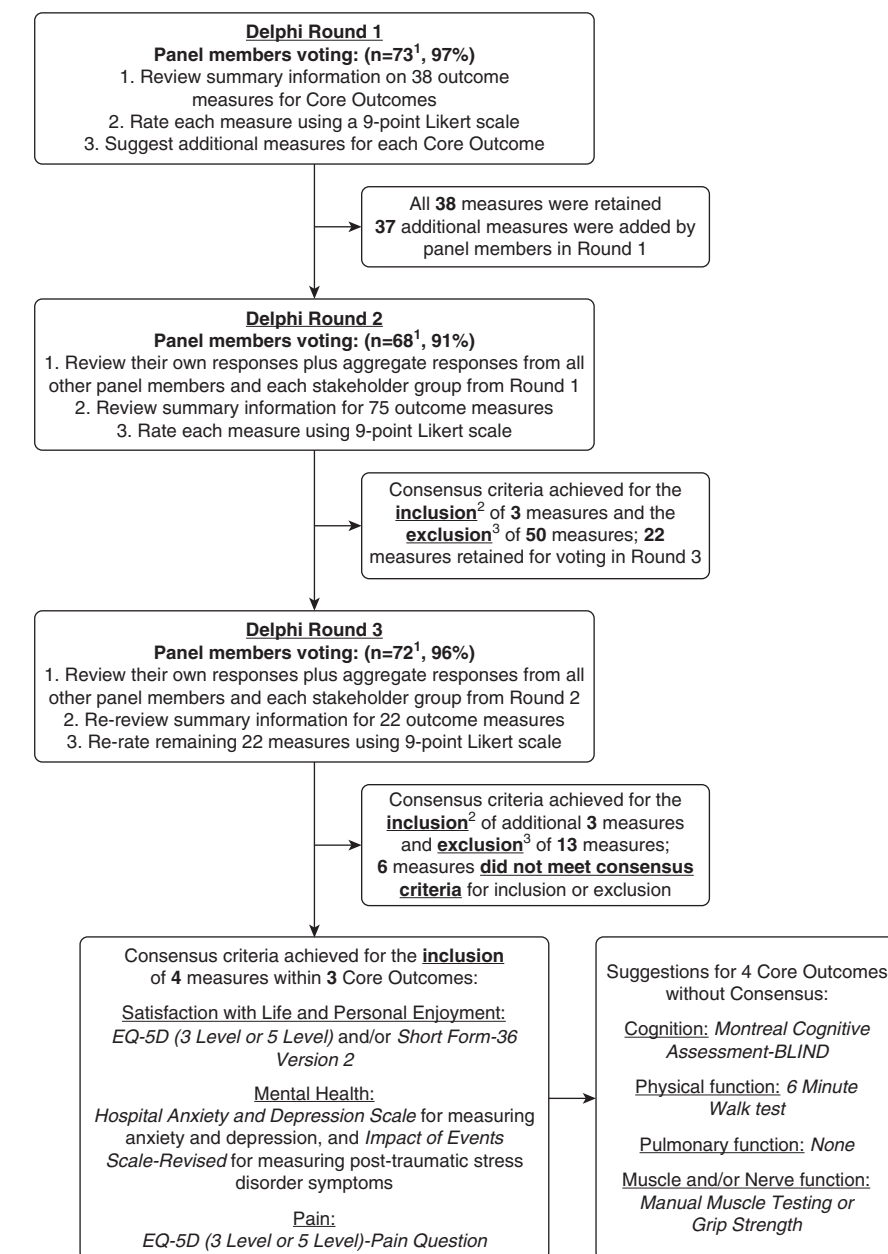 Delphi Round 1
Panel members voting: (n=73¹, 97%)
1. Review summary information on 38 outcome
measures for Core Outcomes
2. Rate each measure using a 9-point Likert scale
3. Suggest additional measures for each Core Outcome
All 38 measures were retained
37 additional measures were added by
panel members in Round 1
Delphi Round 2
Panel members voting: (n=68¹, 91%)
1. Review their own responses plus aggregate responses from all
other panel members and each stakeholder group from Round 1
2. Review summary information for 75 outcome measures
3. Rate each measure using 9-point Likert scale
Consensus criteria achieved for the
inclusion² of 3 measures and the
exclusion³ of 50 measures; 22
measures retained for voting in Round 3
Delphi Round 3
Panel members voting: (n=72¹, 96%)
1. Review their own responses plus aggregate responses from all
other panel members and each stakeholder group from Round 2
2. Re-review summary information for 22 outcome measures
3. Re-rate remaining 22 measures using 9-point Likert scale
Consensus criteria achieved for the
inclusion² of additional 3 measures
and exclusion³ of 13 measures;
6 measures did not meet consensus
criteria for inclusion or exclusion
Consensus criteria achieved for the inclusion
of 4 measures within 3 Core Outcomes:
Satisfaction with Life and Personal Enjoyment:
EQ-5D (3 Level or 5 Level) and/or Short Form-36
Version 2
Mental Health:
Hospital Anxiety and Depression Scale for measuring
anxiety and depression, and Impact of Events
Scale-Revised for measuring post-traumatic stress
disorder symptoms
Pain:
EQ-5D (3 Level or 5 Level)-Pain Question
Suggestions for 4 Core Outcomes
without Consensus:
Cognition: Montreal Cognitive
Assessment-BLIND
Physical function: 6 Minute
Walk test
Pulmonary function: None
Muscle and/or Nerve function:
Manual Muscle Testing or
Grip Strength